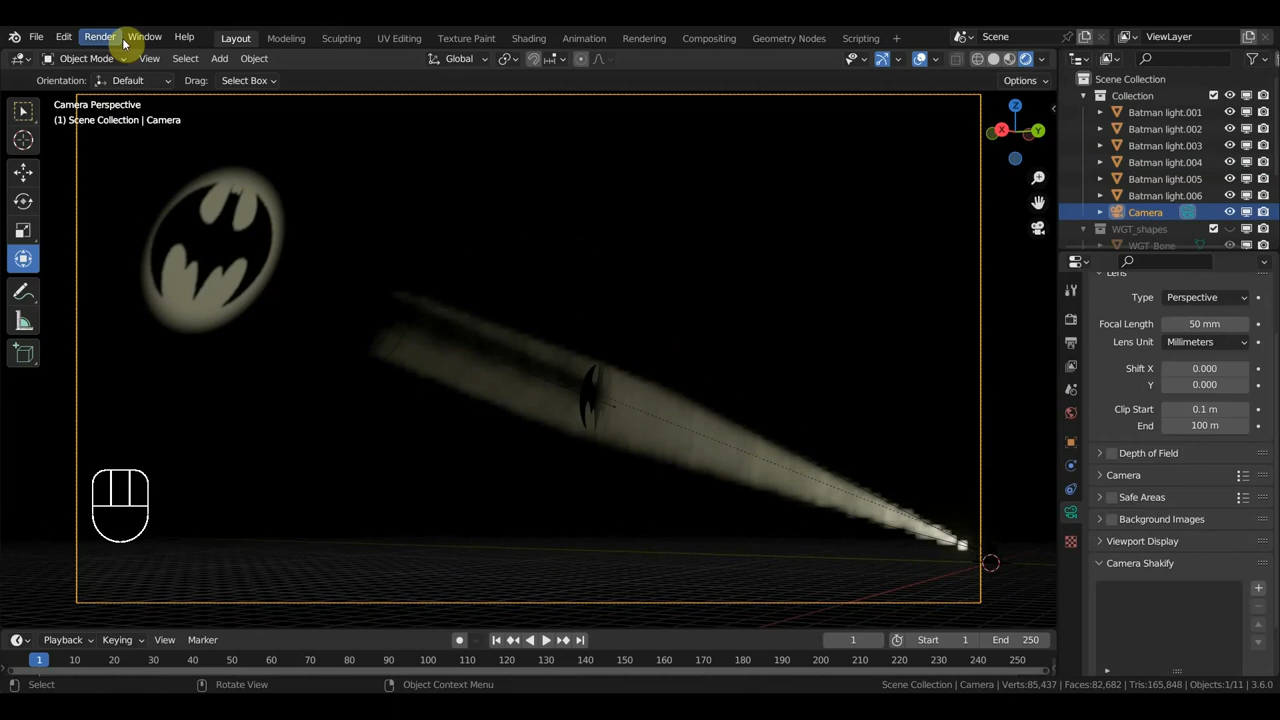 File Edit Render Window Help Layout Modeling Sculpting UV Editing Texture Paint Shading Animation Rendering Compositing Geometry Nodes Scripting + Scene ViewLayer
Object Mode View Select Add Object Global
Orientation: Default Drag: Select Box Options
Camera Perspective
(1) Scene Collection | Camera
Z
X
Y
Scene Collection
Collection
Batman light.001
Batman light.002
Batman light.003
Batman light.004
Batman light.005
Batman light.006
Camera
WGT_shapes
WGT_Bone
Lens
Type Perspective
Focal Length 50 mm
Lens Unit Millimeters
Shift X 0.000
Y 0.000
Clip Start 0.1 m
End 100 m
Depth of Field
Camera
Safe Areas
Background Images
Viewport Display
Camera Shakify
Playback Keying View Marker 1 Start 1 End 250
1 10 20 30 40 50 60 70 80 90 100 110 120 130 140 150 160 170 180 190 200 210 220 230 240 250
Select Rotate View Object Context Menu Scene Collection | Camera | Verts:85,437 | Faces:82,682 | Tris:165,848 | Objects:1/11 | 3.6.0